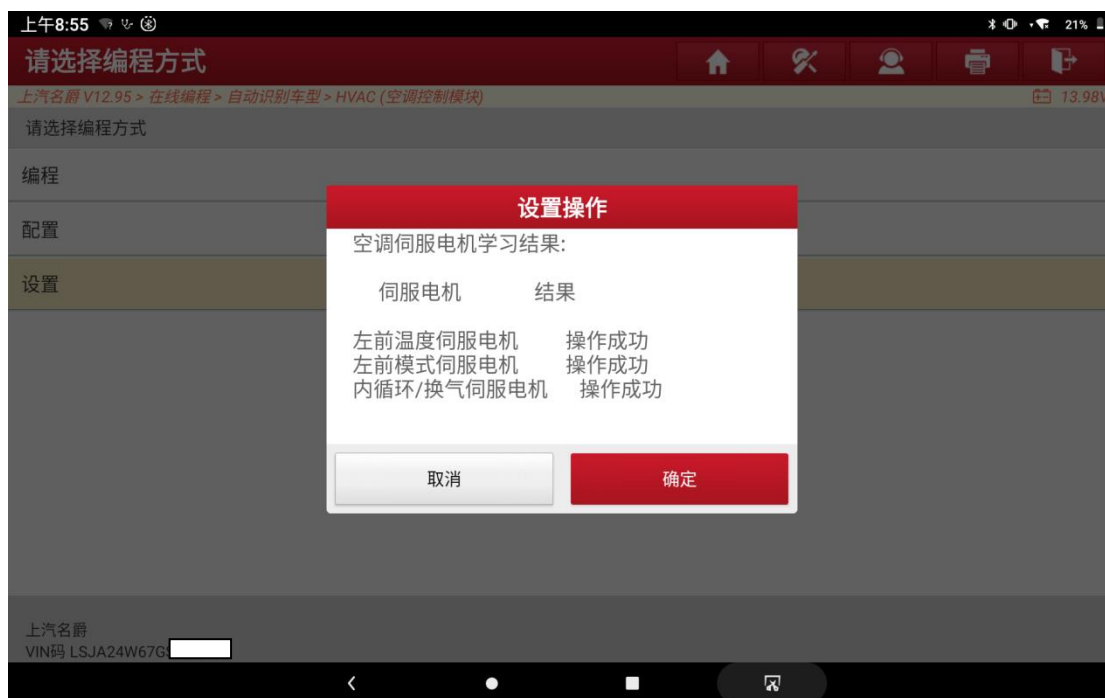 上午8:55
21%
请选择编程方式
上汽名爵 V12.95 > 在线编程 > 自动识别车型 > HVAC (空调控制模块)
13.98V
请选择编程方式
编程
配置
设置
设置操作
空调伺服电机学习结果:
伺服电机 结果
左前温度伺服电机 操作成功
左前模式伺服电机 操作成功
内循环/换气伺服电机 操作成功
取消 确定
上汽名爵
VIN码 LSJA24W67G